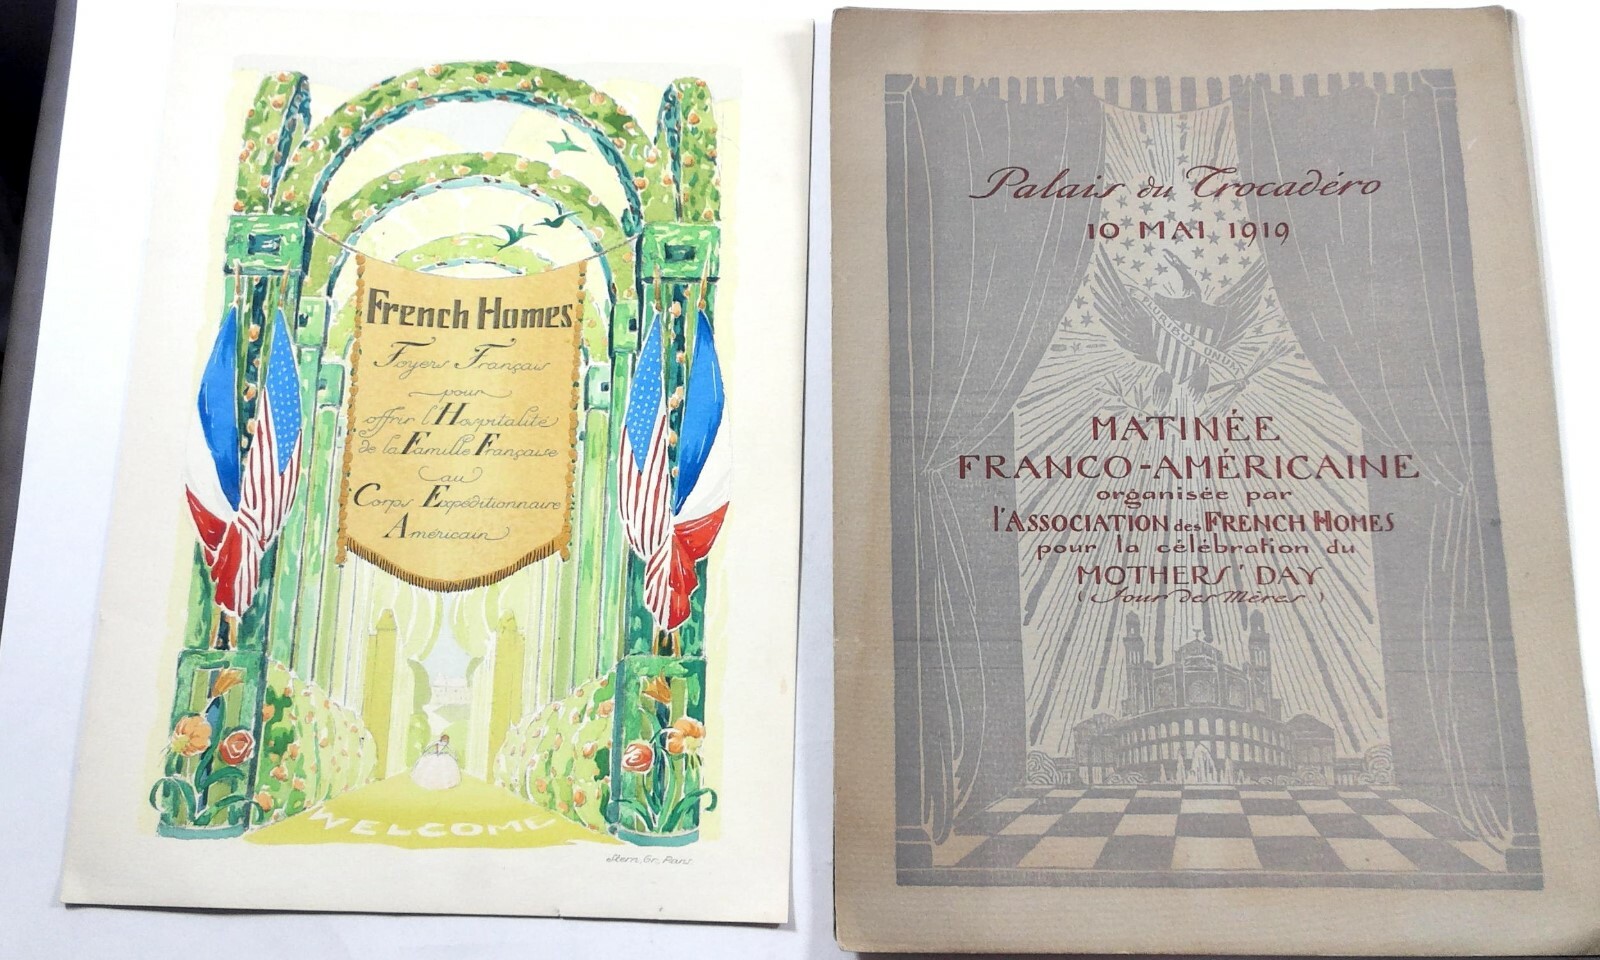 French Homes
Foyers Français
pour
offrir l'Hospitalité
de la Famille Française
au
Corps Expéditionnaire
Américain
WELCOME
Stern. Gr. Paris
Palais du Trocadéro
10 MAI 1919
PLURIBUS UNUM
MATINÉE
FRANCO-AMÉRICAINE
organisée par
l'ASSOCIATION des FRENCH HOMES
pour la célébration du
MOTHERS' DAY
(Jour des Mères)